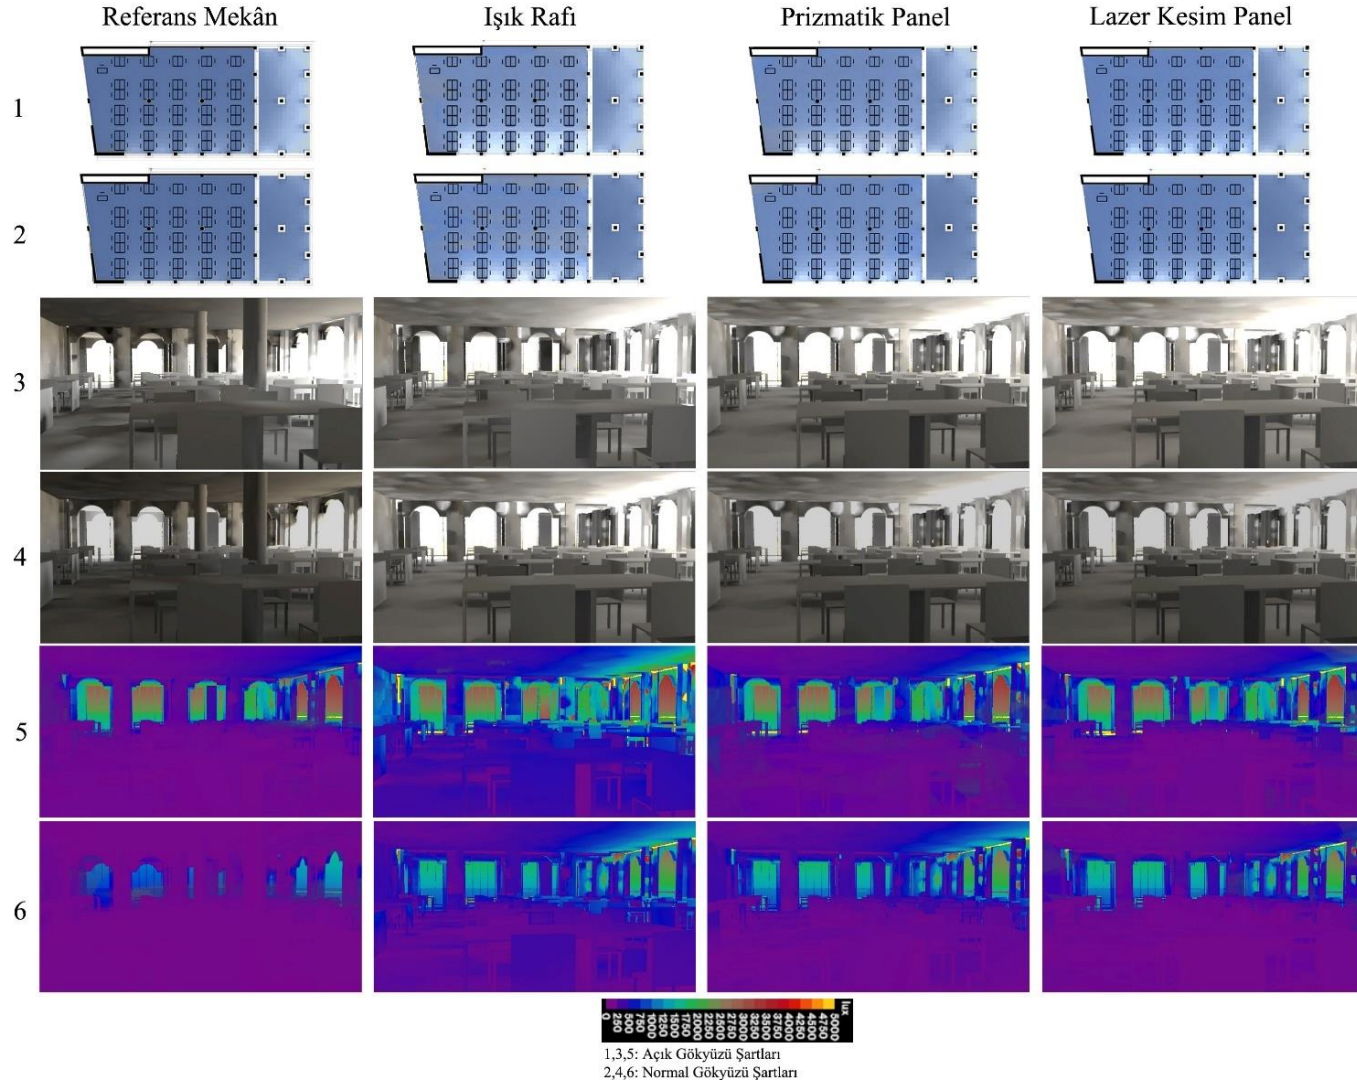 Referans Mekân
Işık Rafı
Prizmatik Panel
Lazer Kesim Panel
1
2
3
4
5
6
0 250 500 750 1000 1250 1500 1750 2000 2250 2500 2750 3000 3250 3500 3750 4000 4250 4500 4750 5000 lux
1,3,5: Açık Gökyüzü Şartları
2,4,6: Normal Gökyüzü Şartları